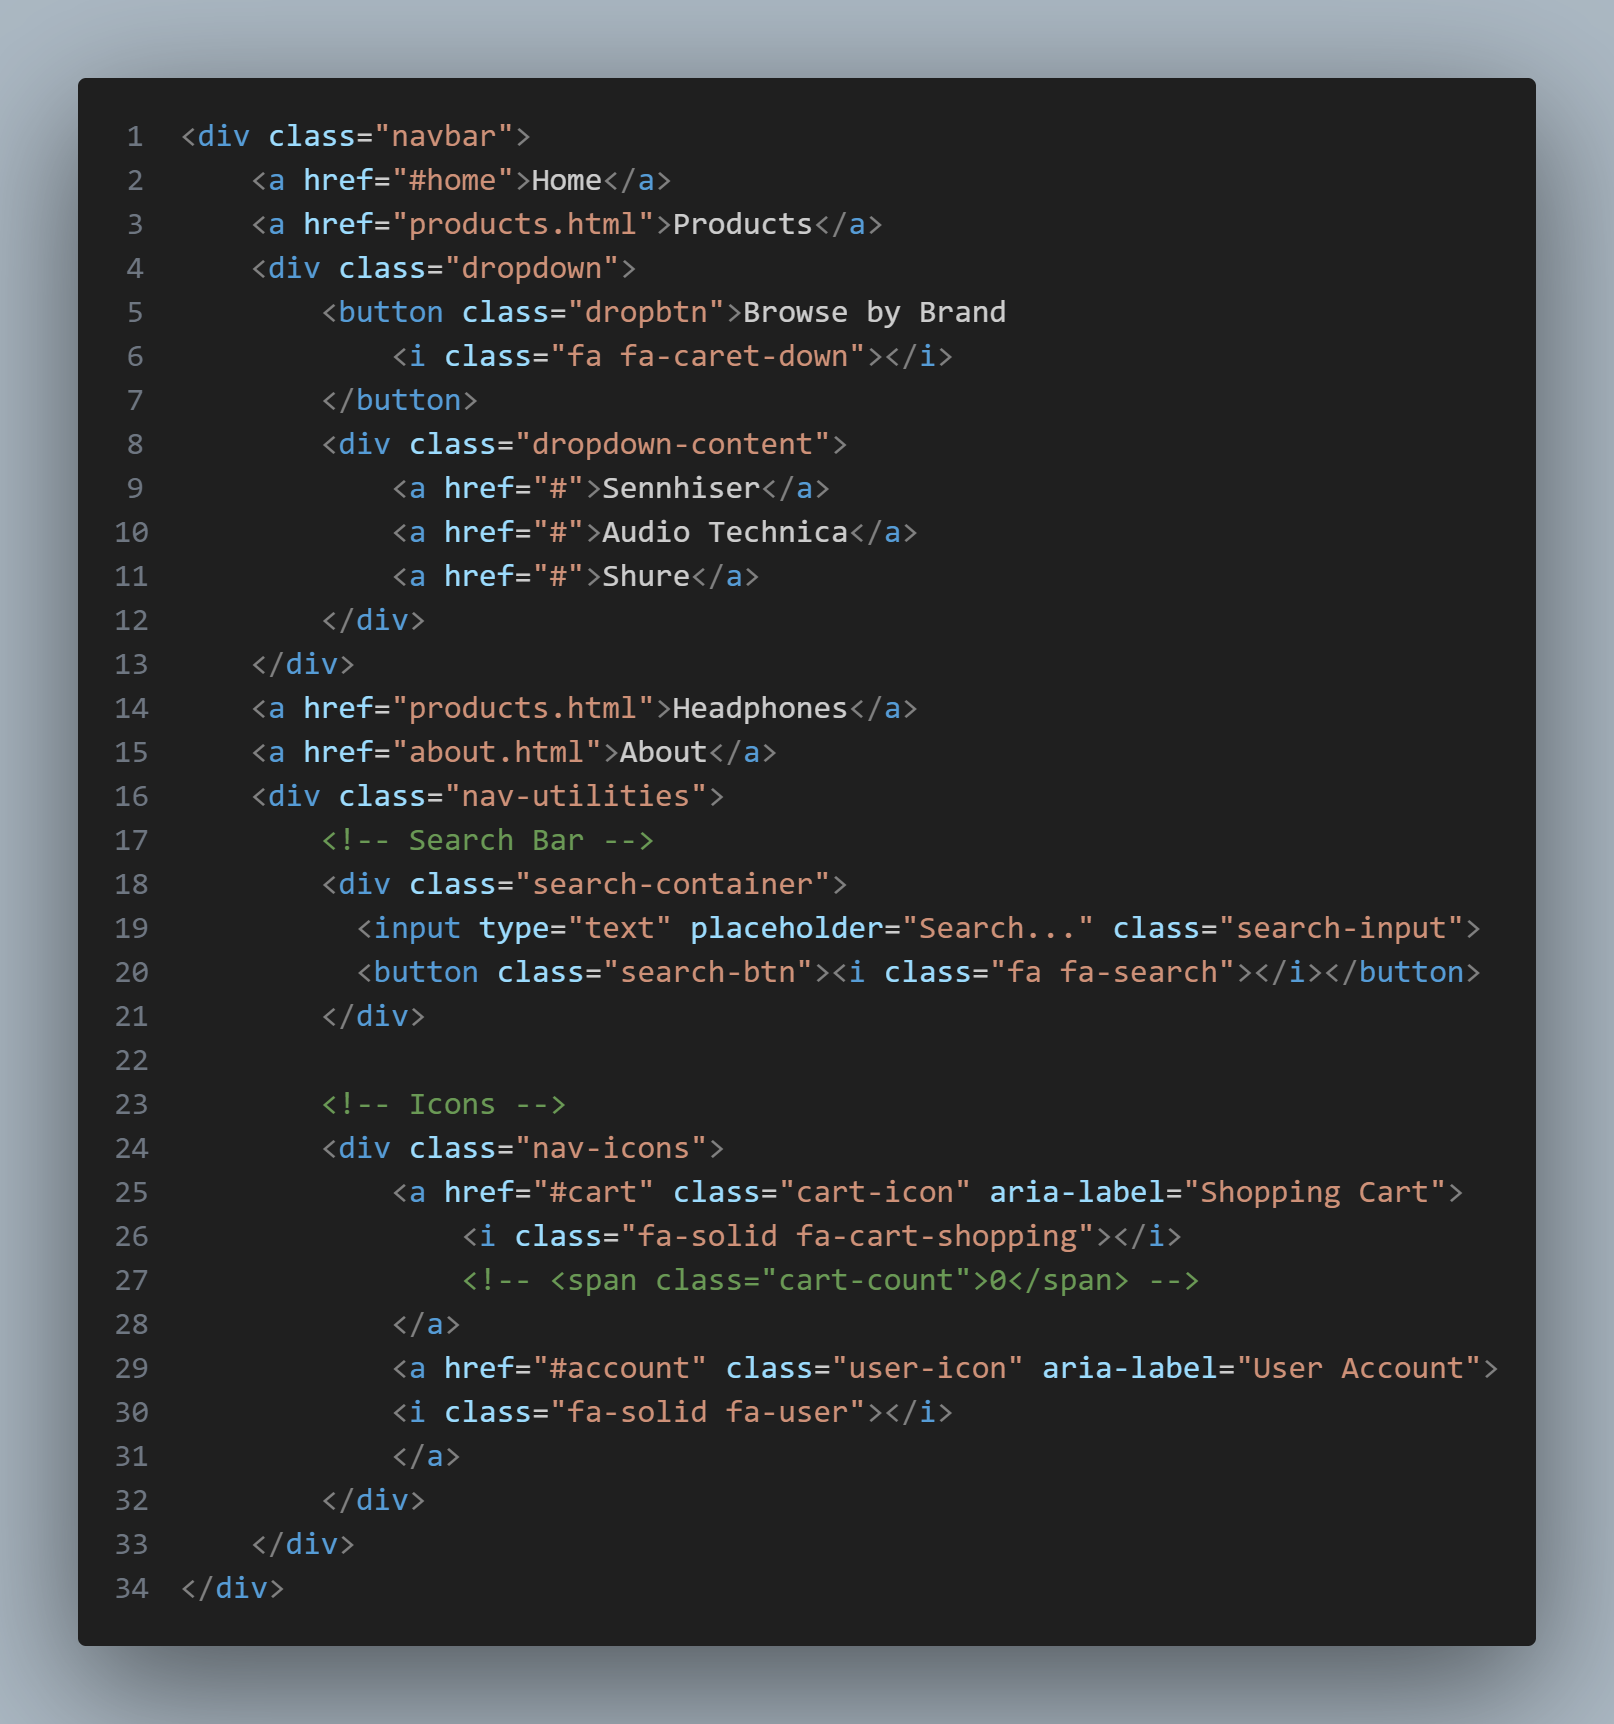 1 <div class="navbar">
2     <a href="#home">Home</a>
3     <a href="products.html">Products</a>
4     <div class="dropdown">
5         <button class="dropbtn">Browse by Brand
6             <i class="fa fa-caret-down"></i>
7         </button>
8         <div class="dropdown-content">
9             <a href="#">Sennhiser</a>
10             <a href="#">Audio Technica</a>
11             <a href="#">Shure</a>
12         </div>
13     </div>
14     <a href="products.html">Headphones</a>
15     <a href="about.html">About</a>
16     <div class="nav-utilities">
17         <!-- Search Bar -->
18         <div class="search-container">
19           <input type="text" placeholder="Search..." class="search-input">
20           <button class="search-btn"><i class="fa fa-search"></i></button>
21         </div>
22
23         <!-- Icons -->
24         <div class="nav-icons">
25             <a href="#cart" class="cart-icon" aria-label="Shopping Cart">
26                 <i class="fa-solid fa-cart-shopping"></i>
27                 <!-- <span class="cart-count">0</span> -->
28             </a>
29             <a href="#account" class="user-icon" aria-label="User Account">
30             <i class="fa-solid fa-user"></i>
31             </a>
32         </div>
33     </div>
34 </div>